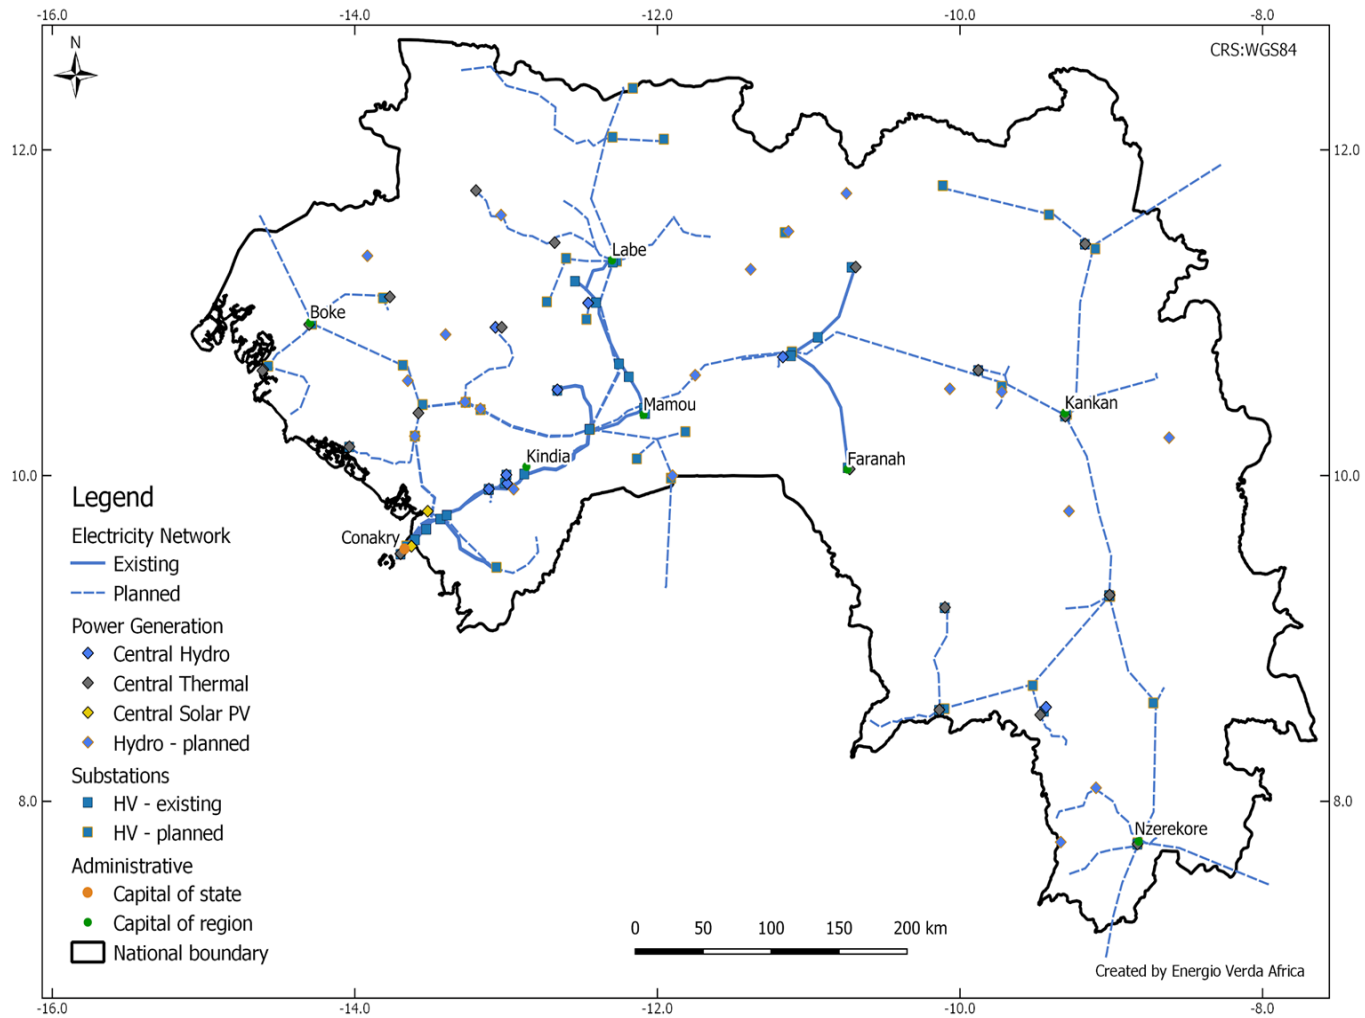 -16.0 -14.0 -12.0 -10.0 -8.0
N
CRS:WGS84
12.0 12.0
Labe
Boke
Mamou
Kankan
Kindia
Faranah
10.0 10.0
Conakry
Legend
Electricity Network
Existing
Planned
Power Generation
Central Hydro
Central Thermal
Central Solar PV
Hydro - planned
Substations
HV - existing
HV - planned
Administrative
Capital of state
Capital of region
National boundary
8.0 8.0
Nzerekore
0 50 100 150 200 km
Created by Energio Verda Africa
-16.0 -14.0 -12.0 -10.0 -8.0